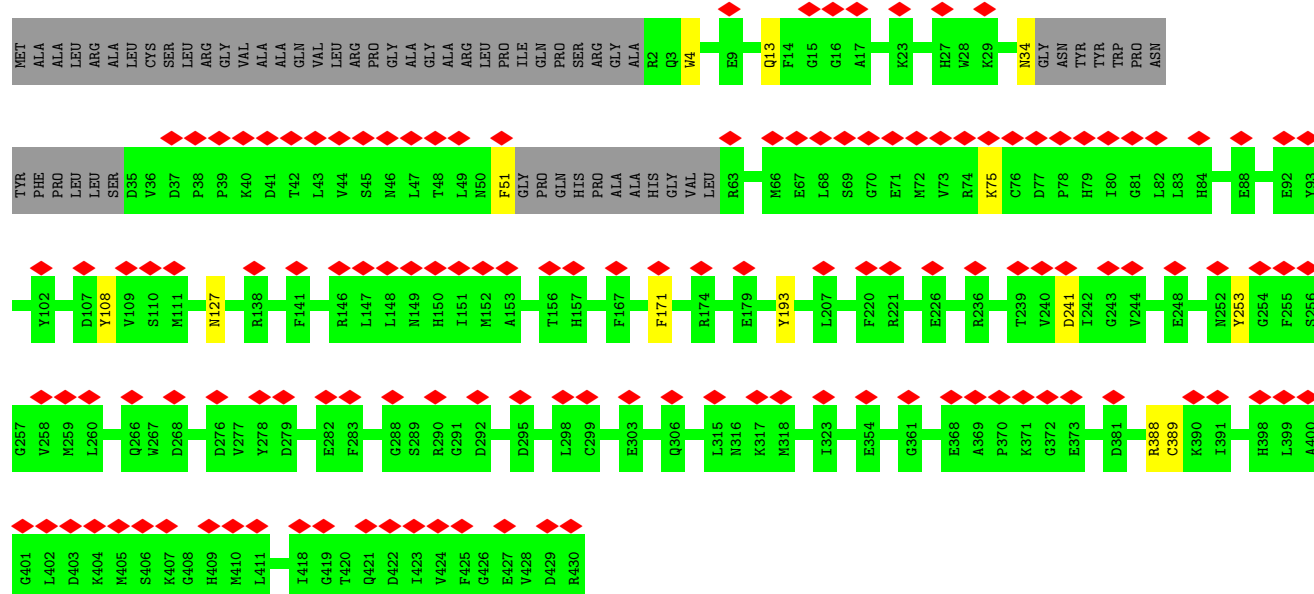 MET ALA ALA LEU ARG ALA ALA LEU CYS SER LEU ARG GLY VAL ALA ALA ALA GLN VAL LEU ARG PRO GLY ALA GLY ALA ARG LEU PRO ILE GLN PRO SER ARG GLY ALA R2 Q3 W4 E9 Q13 F14 G15 G16 A17 K23 H27 W28 K29 N34 GLY ASN TYR TYR TRP PRO ASN
TYR PHE PRO LEU LEU SER D35 V36 D37 P38 P39 K40 D41 T42 L43 V44 S45 N46 L47 T48 L49 N50 F51 GLY PRO GLN HIS PRO ALA ALA HIS GLY VAL LEU R63 M66 E67 L68 S69 G70 E71 M72 V73 R74 K75 C76 D77 P78 H79 I80 G81 L82 L83 H84 E88 E92 Y93
Y102 D107 Y108 V109 S110 M111 N127 R138 F141 R146 L147 L148 N149 H150 I151 M152 A153 T156 H157 F167 F171 R174 E179 Y193 L207 F220 R221 E226 R236 T239 V240 D241 I242 G243 V244 E248 N252 Y253 G254 F255 S256
G257 V258 M259 L260 Q266 W267 D268 D276 V277 Y278 D279 E282 F283 G288 S289 R290 G291 D292 D295 L298 C299 E303 Q306 L315 N316 K317 M318 I323 E354 G361 E368 A369 P370 K371 G372 E373 D381 R388 C389 K390 I391 H398 L399 A400
G401 L402 D403 K404 M405 S406 K407 G408 H409 M410 L411 I418 G419 T420 Q421 D422 I423 V424 F425 G426 E427 V428 D429 R430